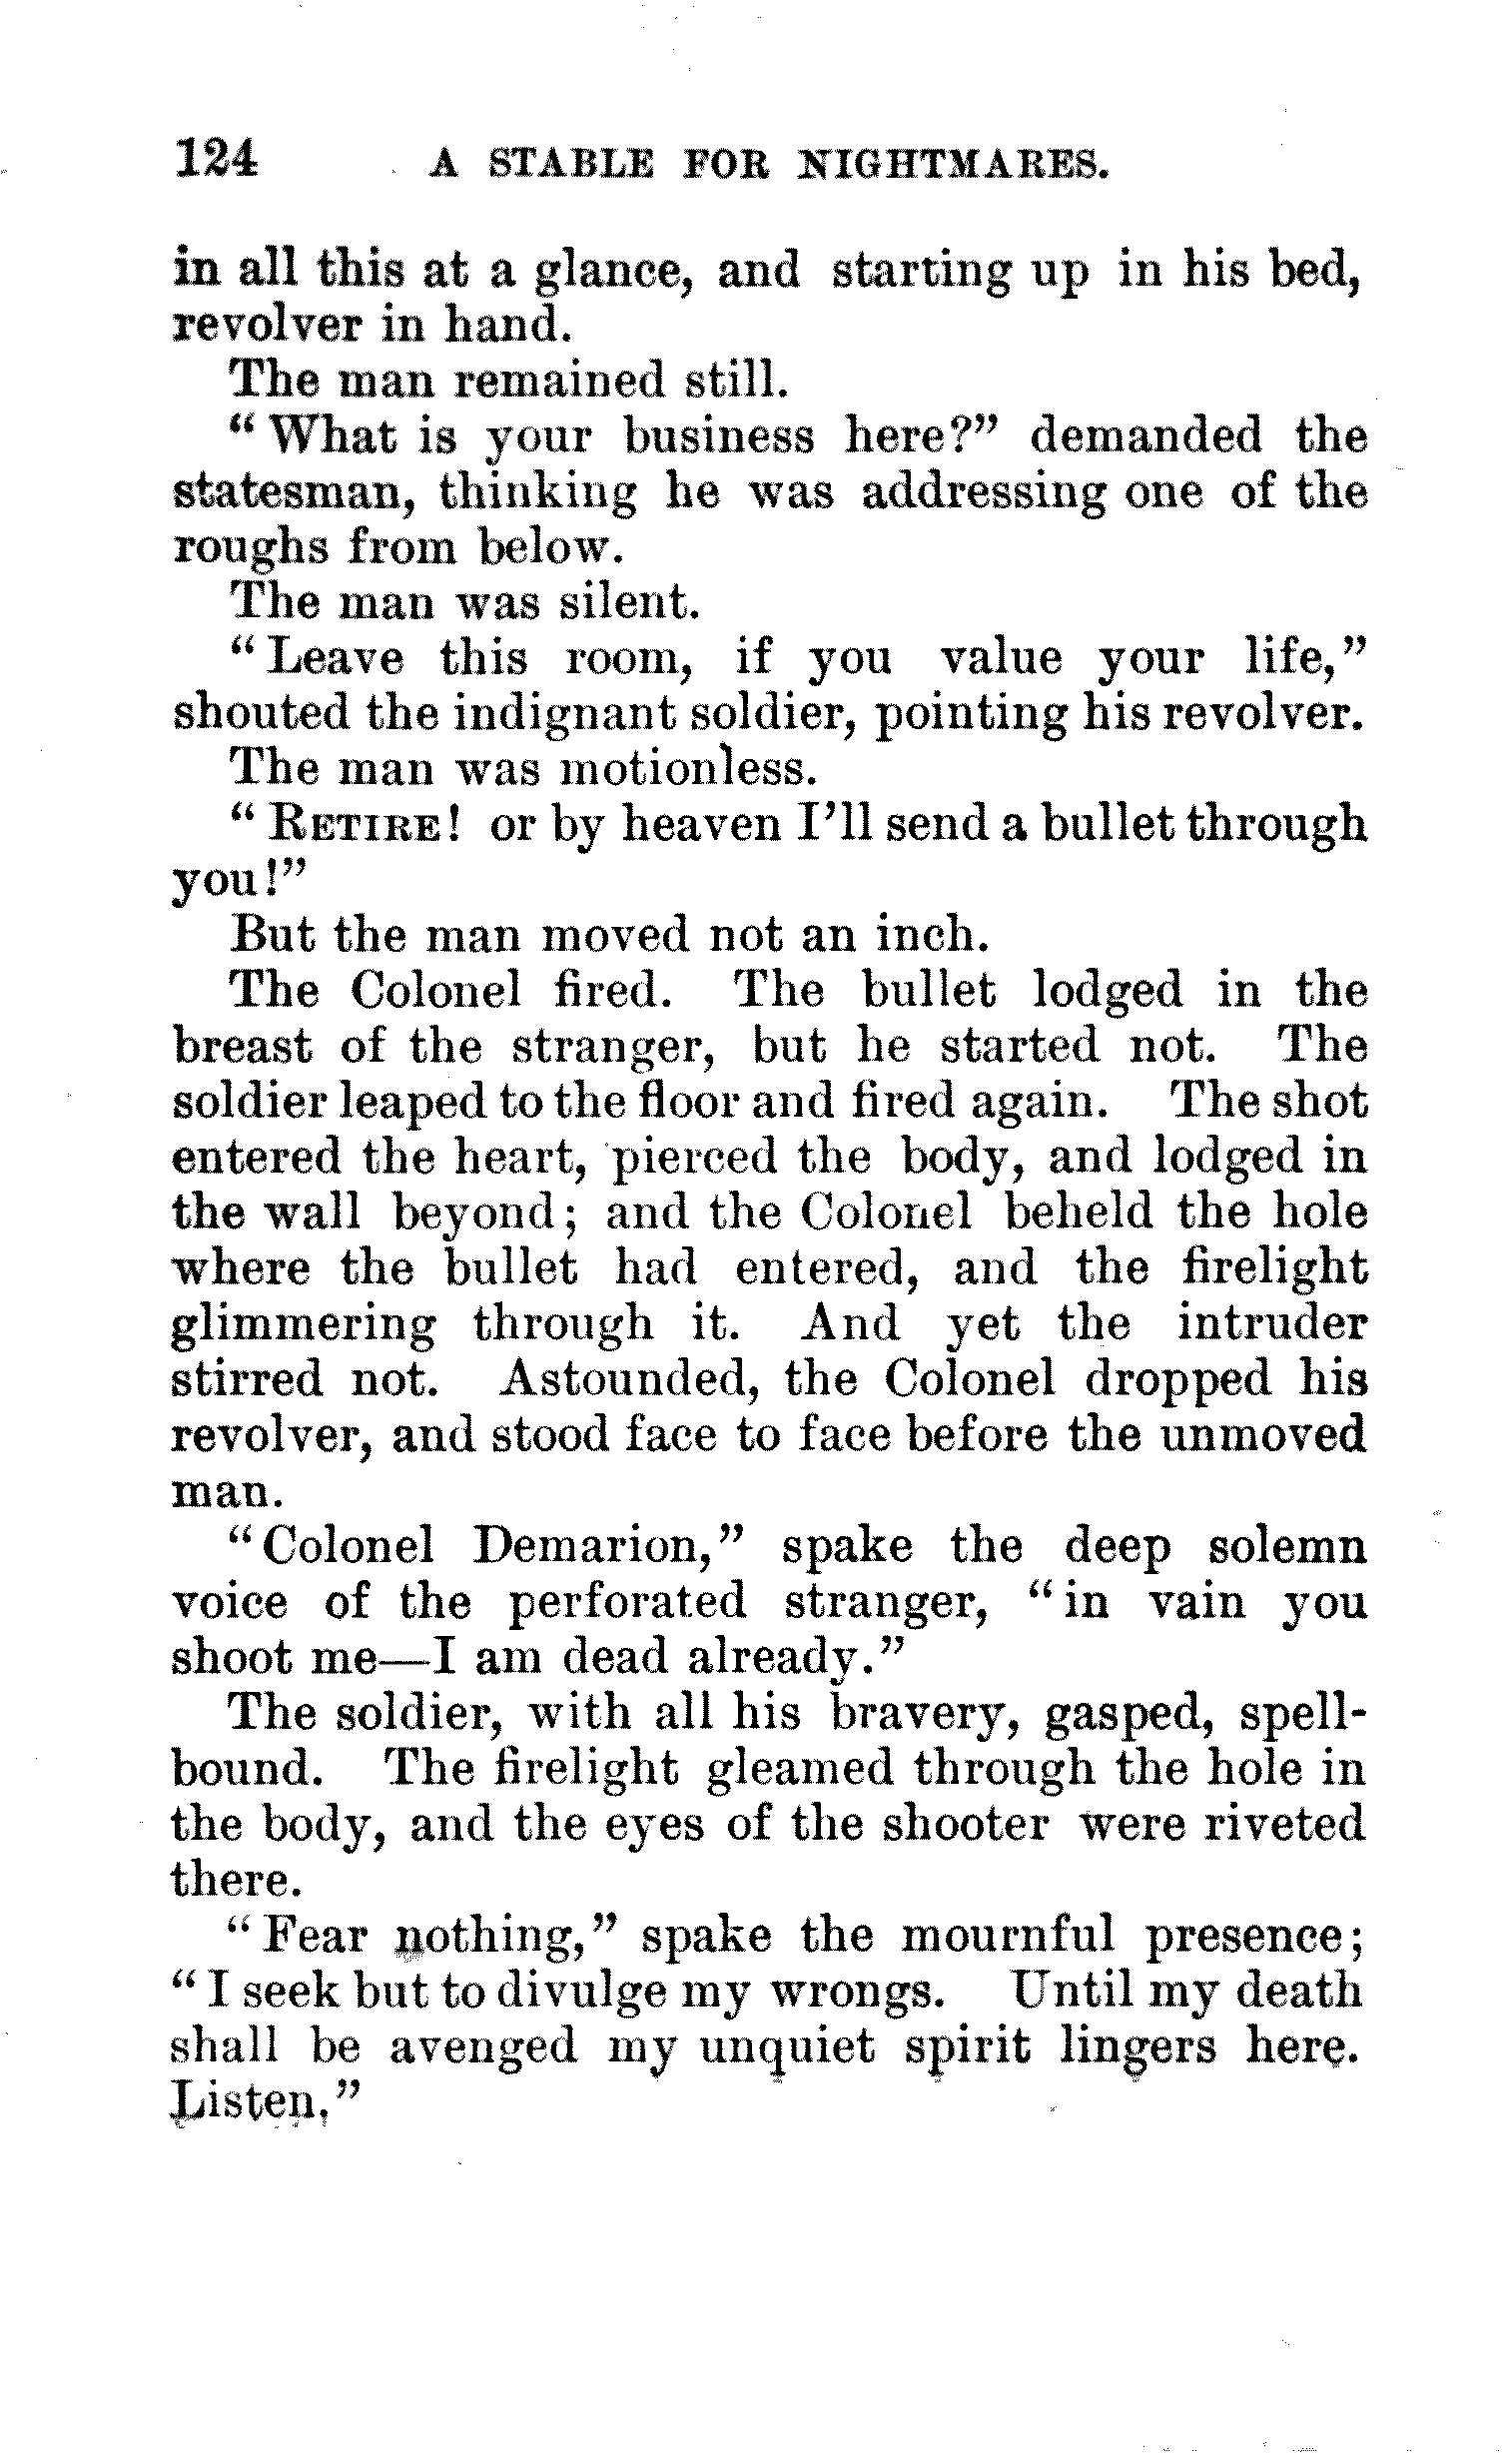 124 A STABLE FOR NIGHTMARES.
in all this at a glance, and starting up in his bed,
revolver in hand.
The man remained still.
“What is your business here?” demanded the
statesman, thinking he was addressing one of the
roughs from below.
The man was silent.
“Leave this room, if you value your life,”
shouted the indignant soldier, pointing his revolver.
The man was motionless.
“RETIRE! or by heaven I’ll send a bullet through
you!”
But the man moved not an inch.
The Colonel fired. The bullet lodged in the
breast of the stranger, but he started not. The
soldier leaped to the floor and fired again. The shot
entered the heart, pierced the body, and lodged in
the wall beyond; and the Colonel beheld the hole
where the bullet had entered, and the firelight
glimmering through it. And yet the intruder
stirred not. Astounded, the Colonel dropped his
revolver, and stood face to face before the unmoved
man.
“Colonel Demarion,” spake the deep solemn
voice of the perforated stranger, “in vain you
shoot me—I am dead already.”
The soldier, with all his bravery, gasped, spell-
bound. The firelight gleamed through the hole in
the body, and the eyes of the shooter were riveted
there.
“Fear nothing,” spake the mournful presence;
“I seek but to divulge my wrongs. Until my death
shall be avenged my unquiet spirit lingers here.
Listen.”